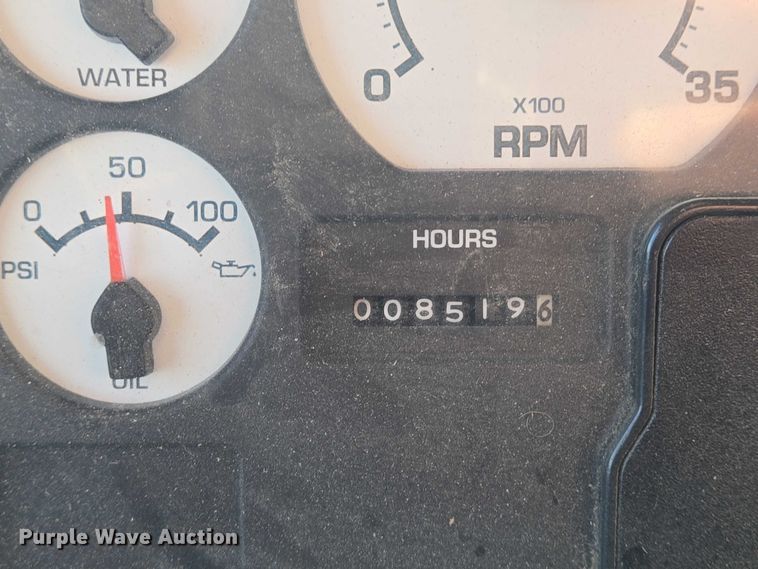 WATER
0 35
X100
RPM
0 50 100
PSI
OIL
HOURS
0085196
Purple Wave Auction